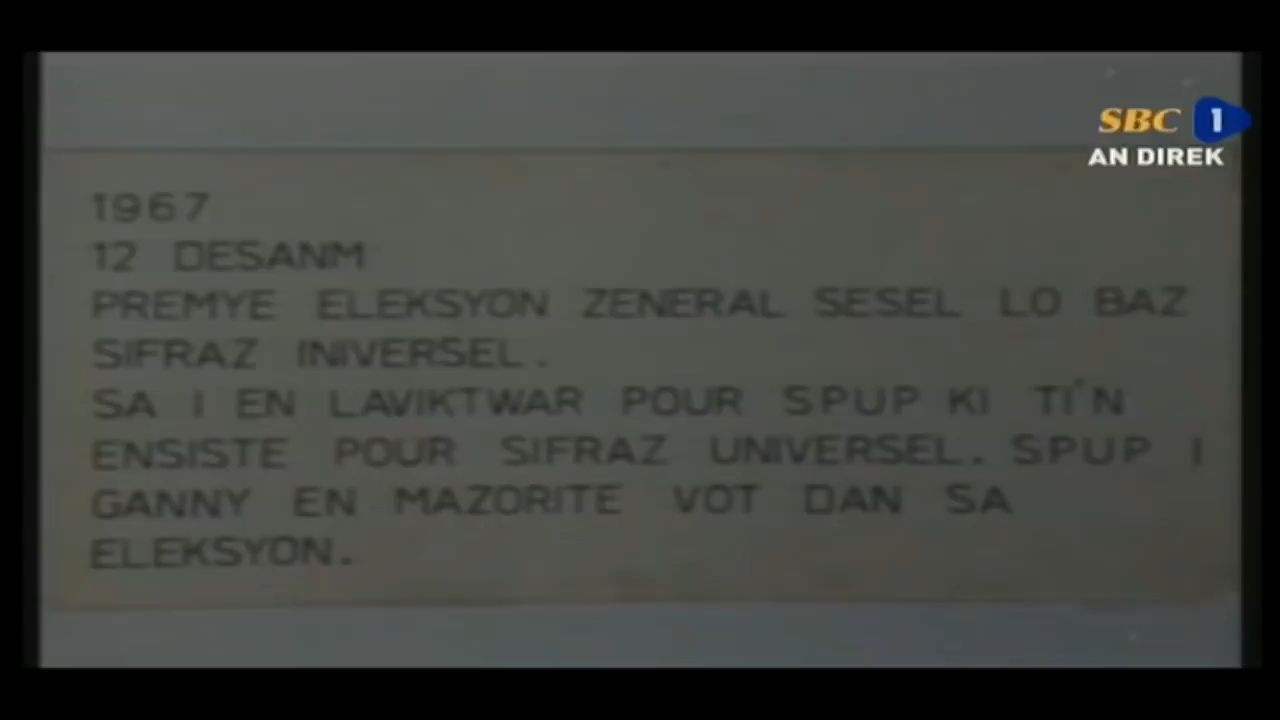 SBC 1
AN DIREK
1967
12 DESANM
PREMYE ELEKSYON ZENERAL SESEL LO BAZ
SIFRAZ INIVERSEL.
SA I EN LAVIKTWAR POUR SPUP KI TI'N
ENSISTE POUR SIFRAZ UNIVERSEL. SPUP I
GANNY EN MAZORITE VOT DAN SA
ELEKSYON.